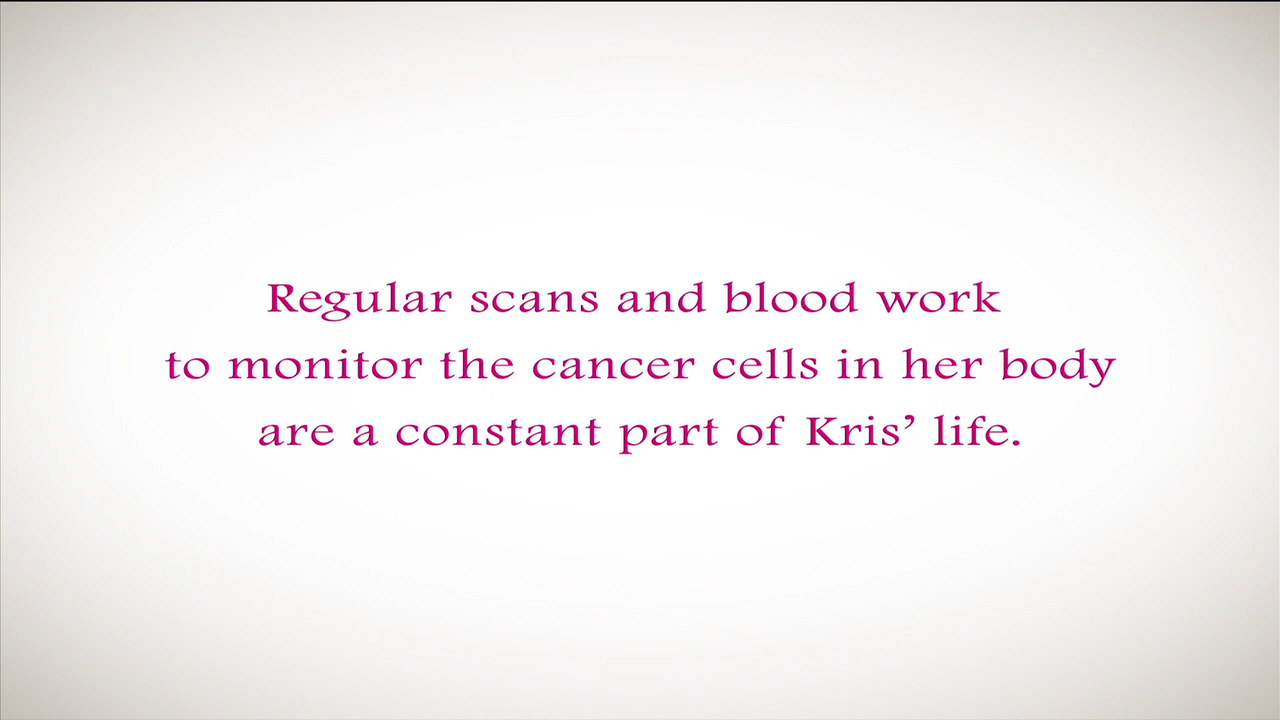 Regular scans and blood work
to monitor the cancer cells in her body
are a constant part of Kris’ life.